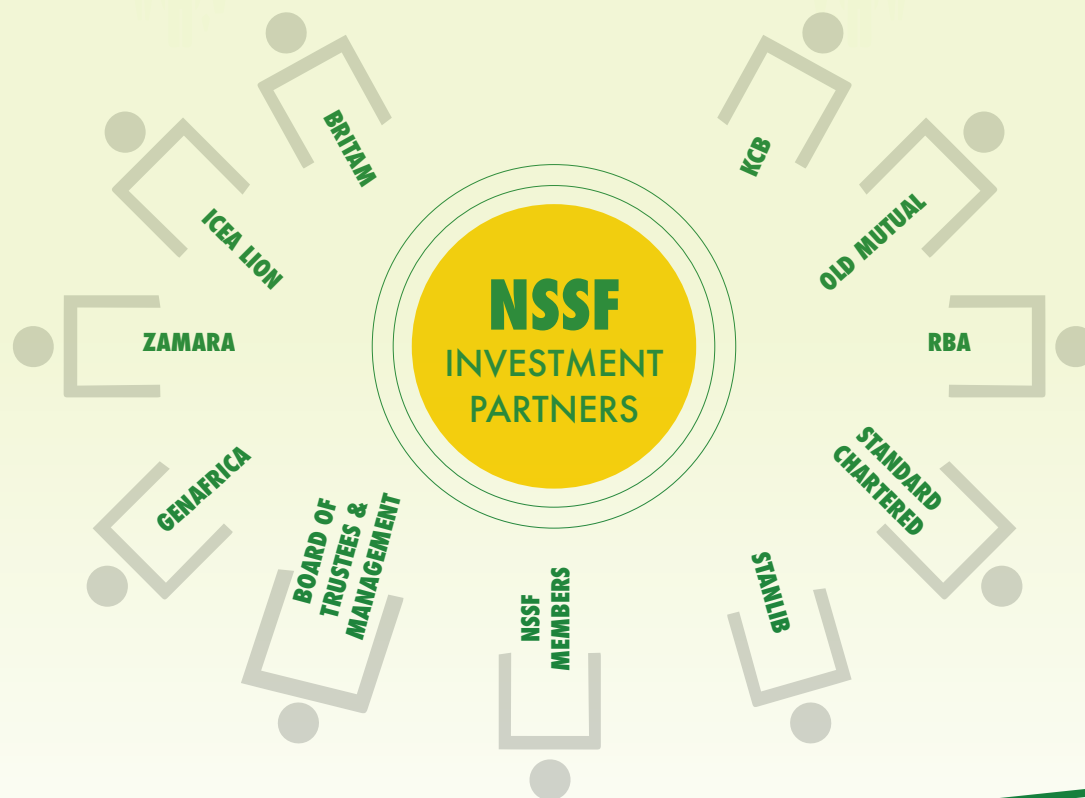 BRITAM
KCB
ICEA LION
OLD MUTUAL
NSSF
INVESTMENT
PARTNERS
ZAMARA
RBA
GENAFRICA
STANDARD
CHARTERED
BOARD OF
TRUSTEES &
MANAGEMENT
NSSF
MEMBERS
STANLIB